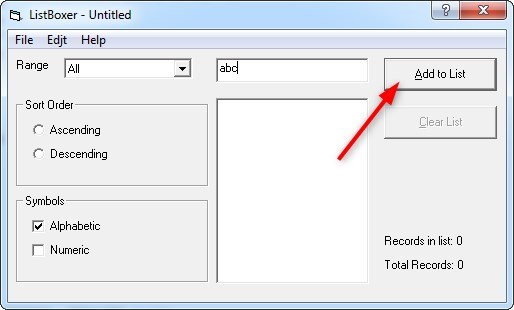 ListBoxer - Untitled
File Edjt Help
Range All abc Add to List
Sort Order
Ascending
Descending
Clear List
Symbols
Alphabetic
Numeric
Records in list: 0
Total Records: 0